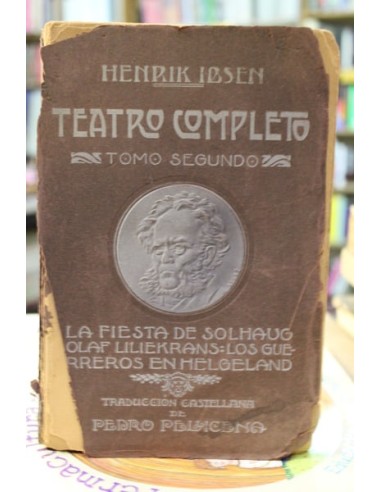 HENRIK IBSEN
TEATRO COMPLETO
TOMO SEGUNDO
LA FIESTA DE SOLHAUG
OLAF LILIEKRANS: LOS GUE-
RREROS EN HELGELAND
TRADUCCION CASTELLANA
DE
PEDRO PELLICENA